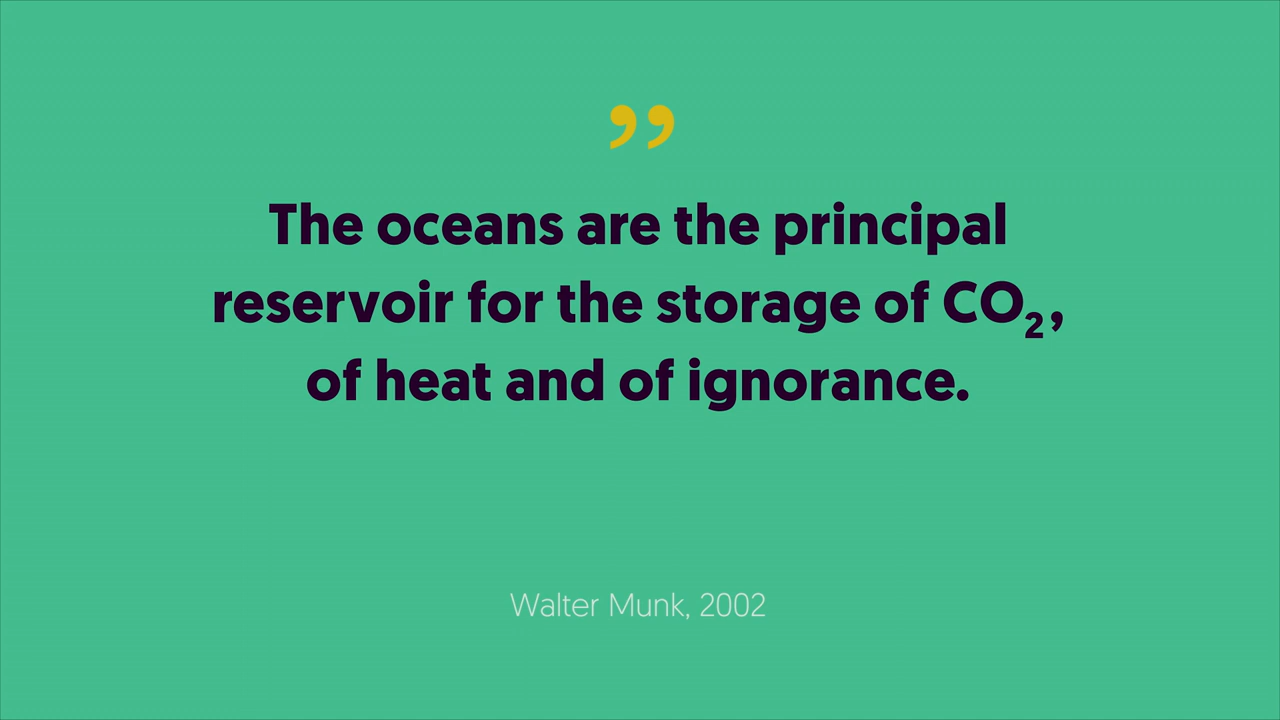 ”
The oceans are the principal
reservoir for the storage of CO₂,
of heat and of ignorance.
Walter Munk, 2002